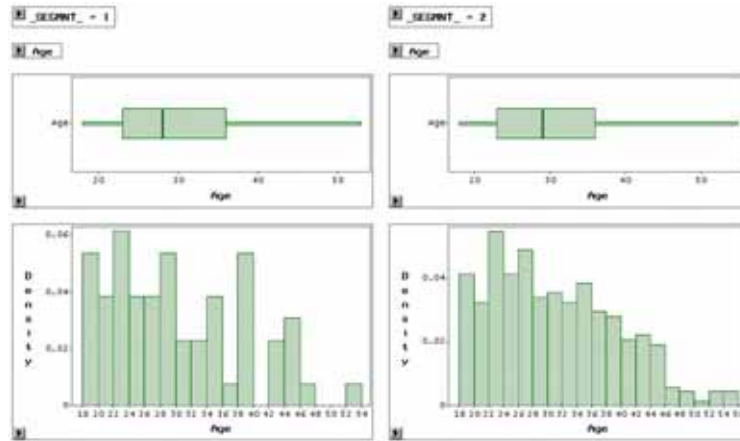 _SEGMNT_ = 1
Age
Age
20 30 40 50
Age
0.06
0.04
0.02
0
Density
18 20 22 24 26 28 30 32 34 36 38 40 42 44 46 48 50 52 54
Age
_SEGMNT_ = 2
Age
Age
20 30 40 50
Age
0.04
0.02
0
Density
18 20 22 24 26 28 30 32 34 36 38 40 42 44 46 48 50 52 54
Age